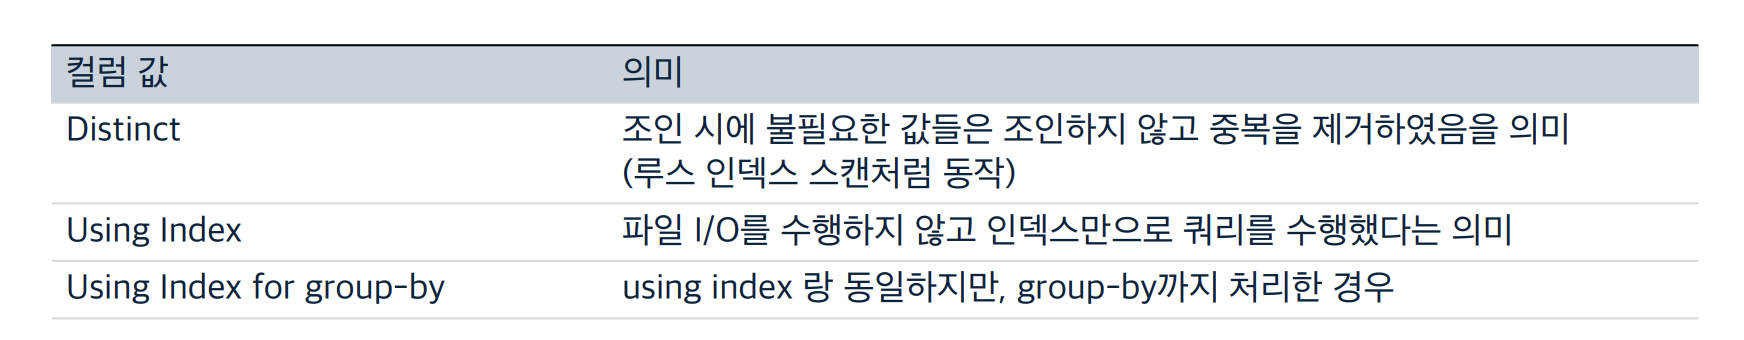 컬럼 값 의미
Distinct 조인 시에 불필요한 값들은 조인하지 않고 중복을 제거하였음을 의미
(루스 인덱스 스캔처럼 동작)
Using Index 파일 I/O를 수행하지 않고 인덱스만으로 쿼리를 수행했다는 의미
Using Index for group-by using index 랑 동일하지만, group-by까지 처리한 경우